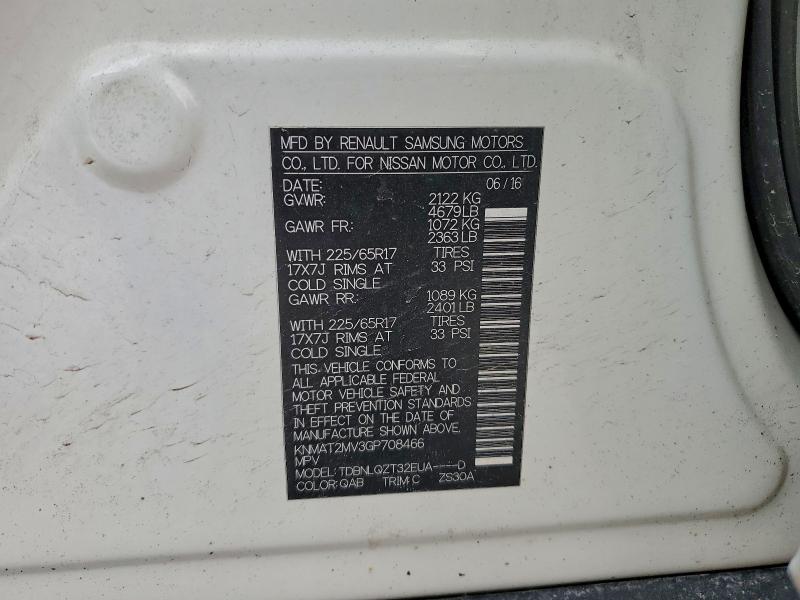 MFD BY RENAULT SAMSUNG MOTORS
CO., LTD. FOR NISSAN MOTOR CO., LTD.
DATE: 06/16
GVWR: 2122 KG
4679LB
GAWR FR: 1072 KG
2363 LB
WITH 225/65R17 TIRES
17X7J RIMS AT 33 PSI
COLD SINGLE
GAWR RR: 1089 KG
2401 LB
WITH 225/65R17 TIRES
17X7J RIMS AT 33 PSI
COLD SINGLE
THIS VEHICLE CONFORMS TO
ALL APPLICABLE FEDERAL
MOTOR VEHICLE SAFETY AND
THEFT PREVENTION STANDARDS
IN EFFECT ON THE DATE OF
MANUFACTURE SHOWN ABOVE.
KNMAT2MV3GP708466
MPV
MODEL: TDBNLQZT32EUA----D
COLOR: QAB TRIM: C ZS30A